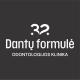 32
Dantų formulė
ODONTOLOGIJOS KLINIKA